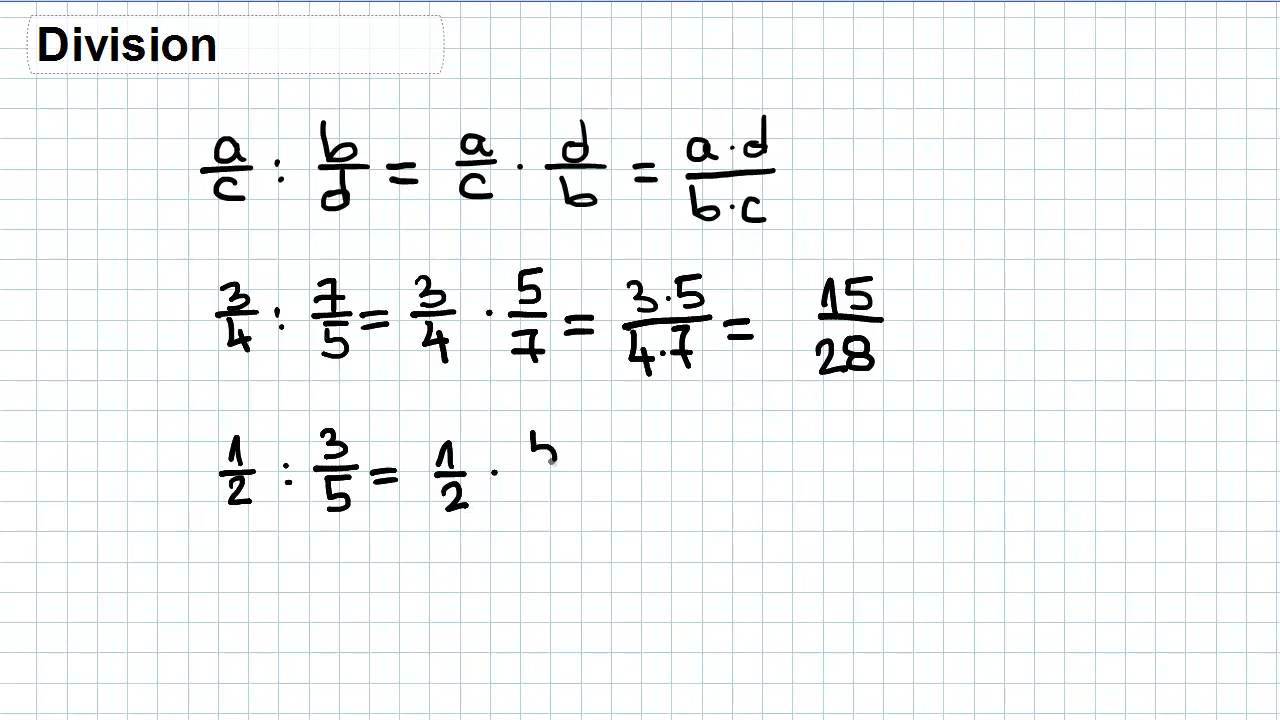 Division
a/c : b/d = a/c · d/b = a·d/b·c
3/4 : 7/5 = 3/4 · 5/7 = 3·5/4·7 = 15/28
1/2 : 3/5 = 1/2 ·